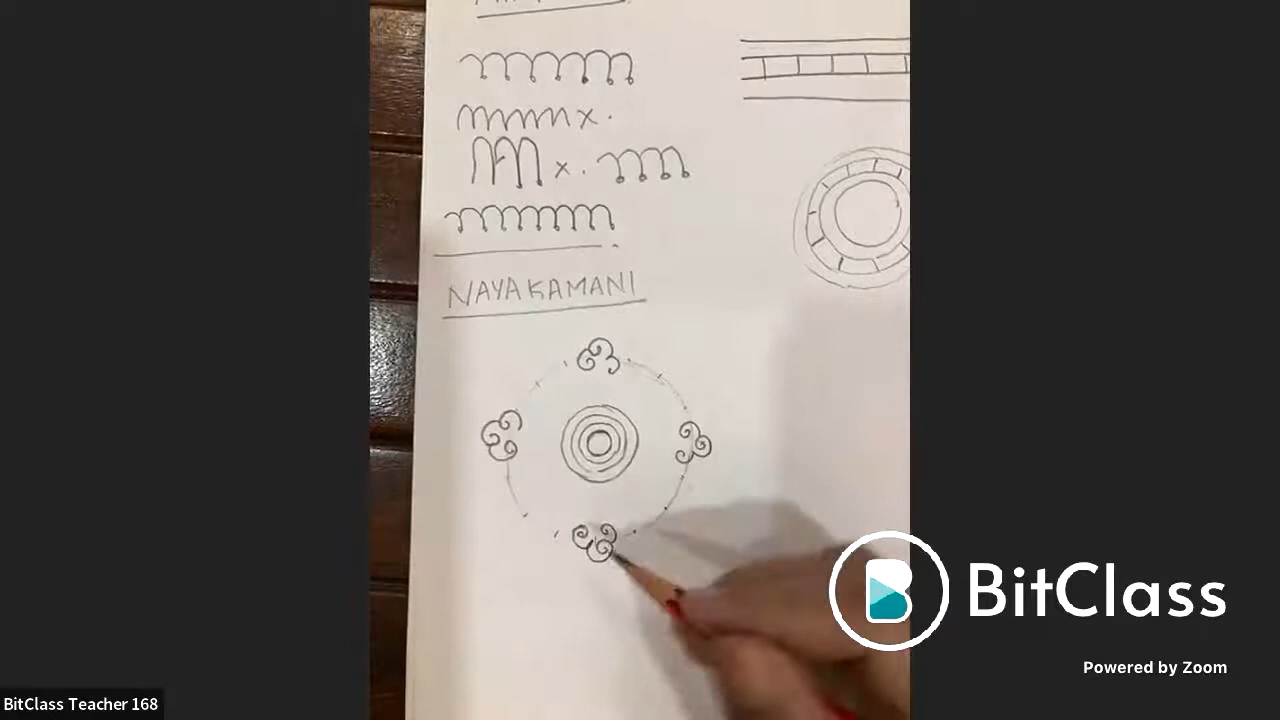 x.
x.
NAYAKAMANI
BitClass
Powered by Zoom
BitClass Teacher 168